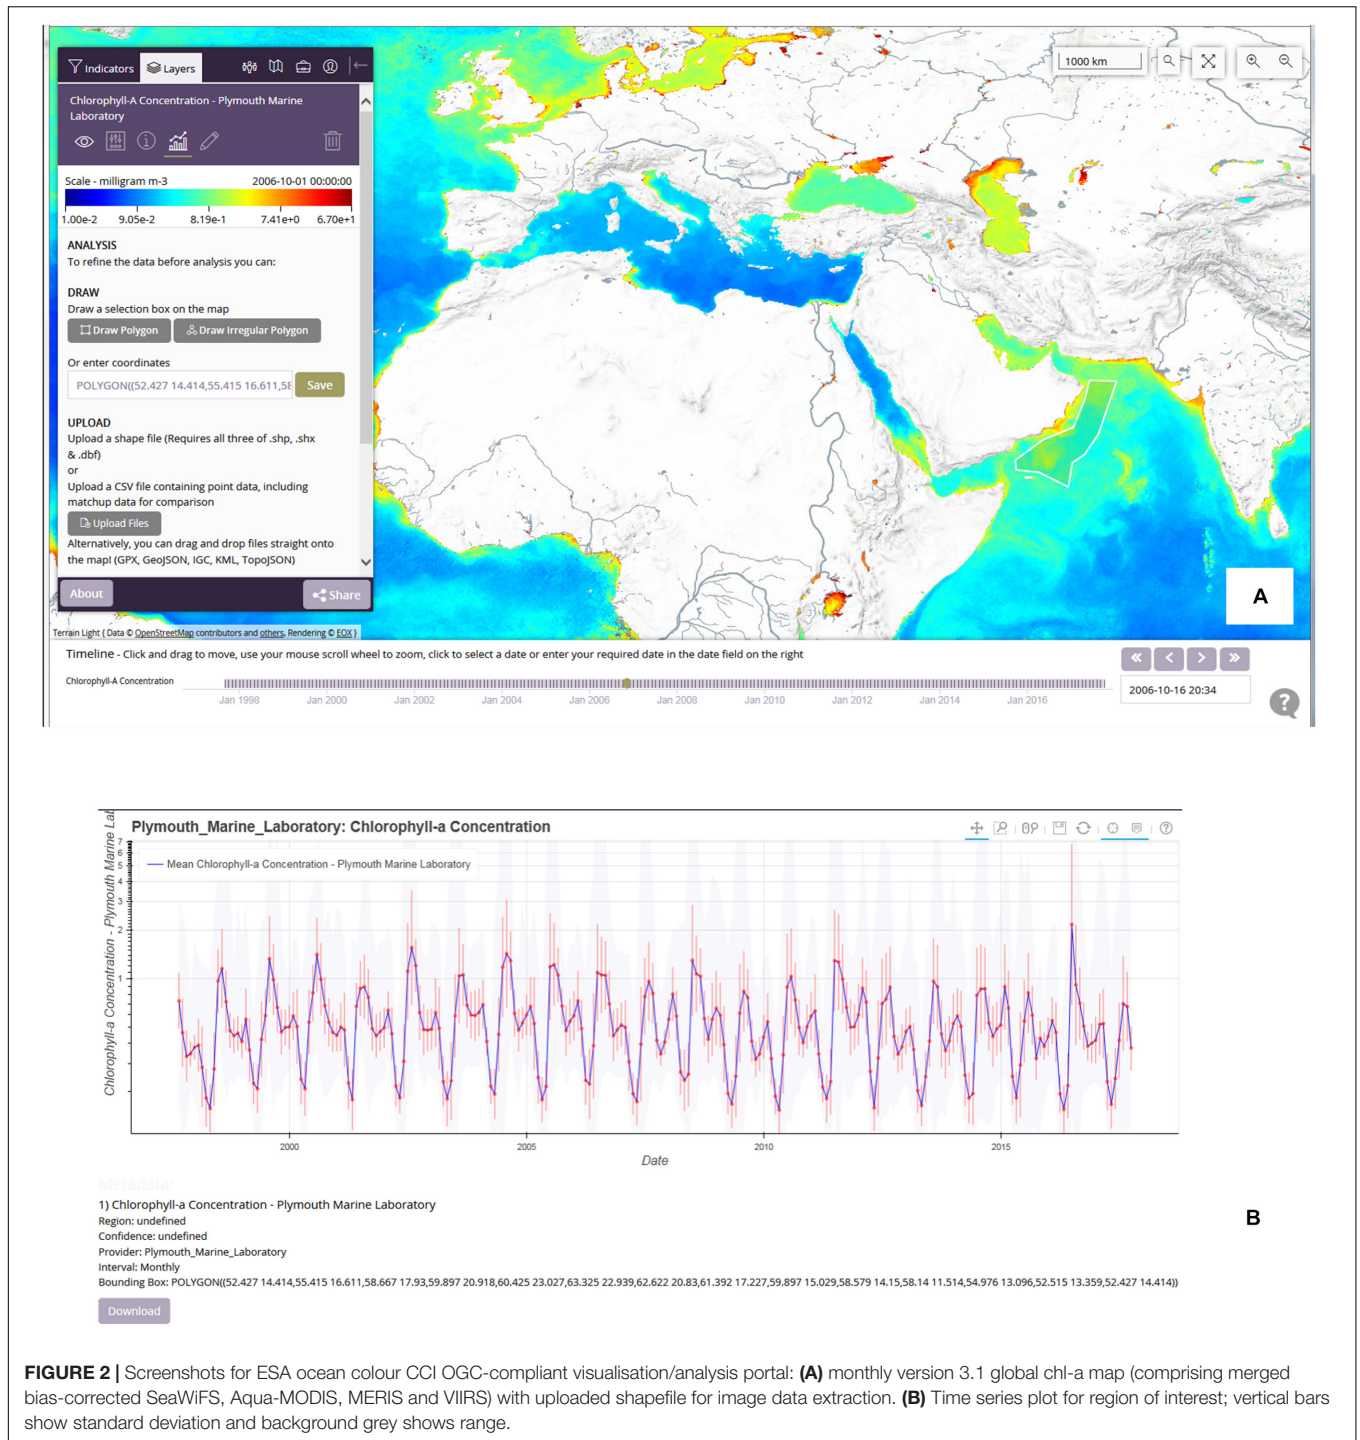 Indicators Layers
1000 km
Chlorophyll-A Concentration - Plymouth Marine
Laboratory
Scale - milligram m-3 2006-10-01 00:00:00
1.00e-2 9.05e-2 8.19e-1 7.41e+0 6.70e+1
ANALYSIS
To refine the data before analysis you can:
DRAW
Draw a selection box on the map
Draw Polygon Draw Irregular Polygon
Or enter coordinates
POLYGON((52.427 14.414,55.415 16.611,58 Save
UPLOAD
Upload a shape file (Requires all three of .shp, .shx
& .dbf)
or
Upload a CSV file containing point data, including
matchup data for comparison
Upload Files
Alternatively, you can drag and drop files straight onto
the map! (GPX, GeoJSON, IGC, KML, TopoJSON)
About Share
A
Terrain Light { Data © OpenStreetMap contributors and others, Rendering © EOX }
Timeline - Click and drag to move, use your mouse scroll wheel to zoom, click to select a date or enter your required date in the date field on the right
Chlorophyll-A Concentration
Jan 1998 Jan 2000 Jan 2002 Jan 2004 Jan 2006 Jan 2008 Jan 2010 Jan 2012 Jan 2014 Jan 2016
2006-10-16 20:34
?
Plymouth_Marine_Laboratory: Chlorophyll-a Concentration
Mean Chlorophyll-a Concentration - Plymouth Marine Laboratory
Chlorophyll-a Concentration - Plymouth Marine Lab
7
6
5
4
3
2
1
2000 2005 2010 2015
Date
Metadata:
1) Chlorophyll-a Concentration - Plymouth Marine Laboratory
Region: undefined
Confidence: undefined
Provider: Plymouth_Marine_Laboratory
Interval: Monthly
Bounding Box: POLYGON((52.427 14.414,55.415 16.611,58.667 17.93,59.897 20.918,60.425 23.027,63.325 22.939,62.622 20.83,61.392 17.227,59.897 15.029,58.579 14.15,58.14 11.514,54.976 13.096,52.515 13.359,52.427 14.414))
Download
B
FIGURE 2 | Screenshots for ESA ocean colour CCI OGC-compliant visualisation/analysis portal: (A) monthly version 3.1 global chl-a map (comprising merged
bias-corrected SeaWiFS, Aqua-MODIS, MERIS and VIIRS) with uploaded shapefile for image data extraction. (B) Time series plot for region of interest; vertical bars
show standard deviation and background grey shows range.